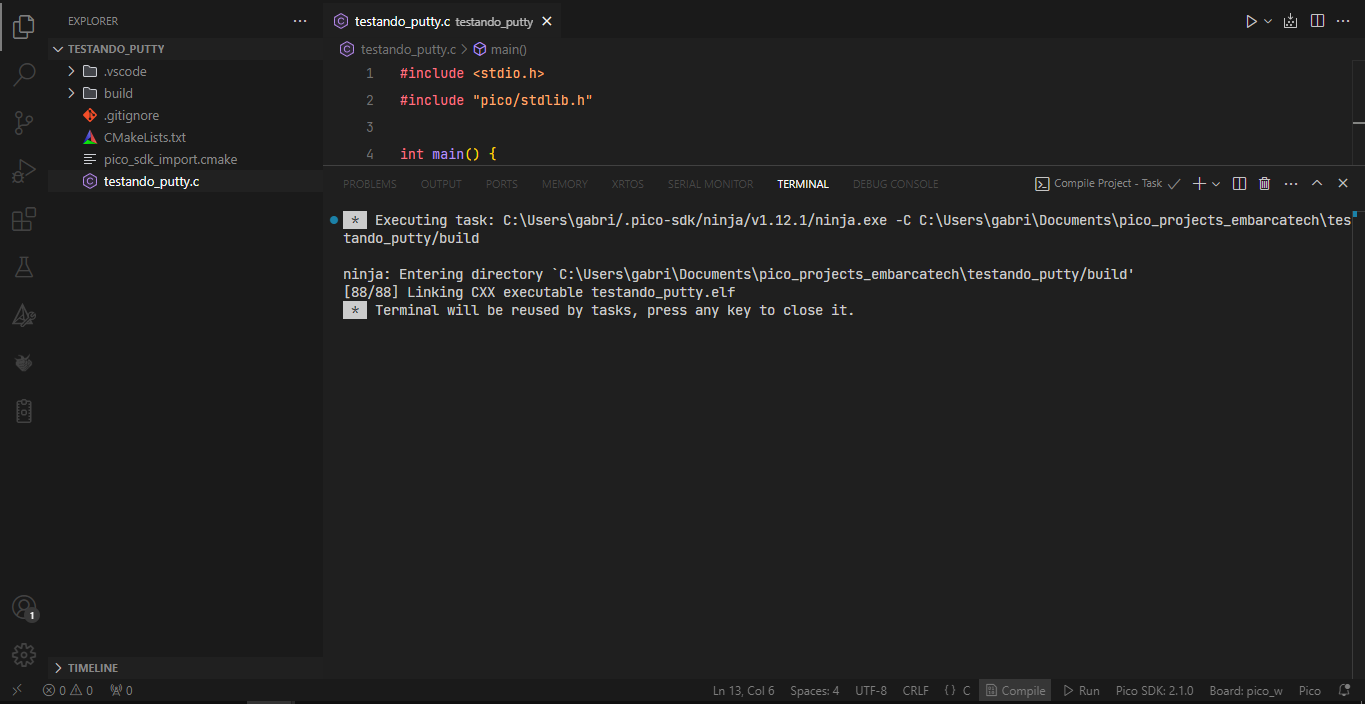 EXPLORER
TESTANDO_PUTTY
.vscode
build
.gitignore
CMakeLists.txt
pico_sdk_import.cmake
testando_putty.c
TIMELINE
testando_putty.c testando_putty
testando_putty.c > main()
1 #include <stdio.h>
2 #include "pico/stdlib.h"
3
4 int main() {
PROBLEMS OUTPUT PORTS MEMORY XRTOS SERIAL MONITOR TERMINAL DEBUG CONSOLE Compile Project - Task
* Executing task: C:\Users\gabri/.pico-sdk/ninja/v1.12.1/ninja.exe -C C:\Users\gabri\Documents\pico_projects_embarcatech\tes
tando_putty/build
ninja: Entering directory `C:\Users\gabri\Documents\pico_projects_embarcatech\testando_putty/build'
[88/88] Linking CXX executable testando_putty.elf
* Terminal will be reused by tasks, press any key to close it.
1
0 0 0 Ln 13, Col 6 Spaces: 4 UTF-8 CRLF {} C Compile Run Pico SDK: 2.1.0 Board: pico_w Pico